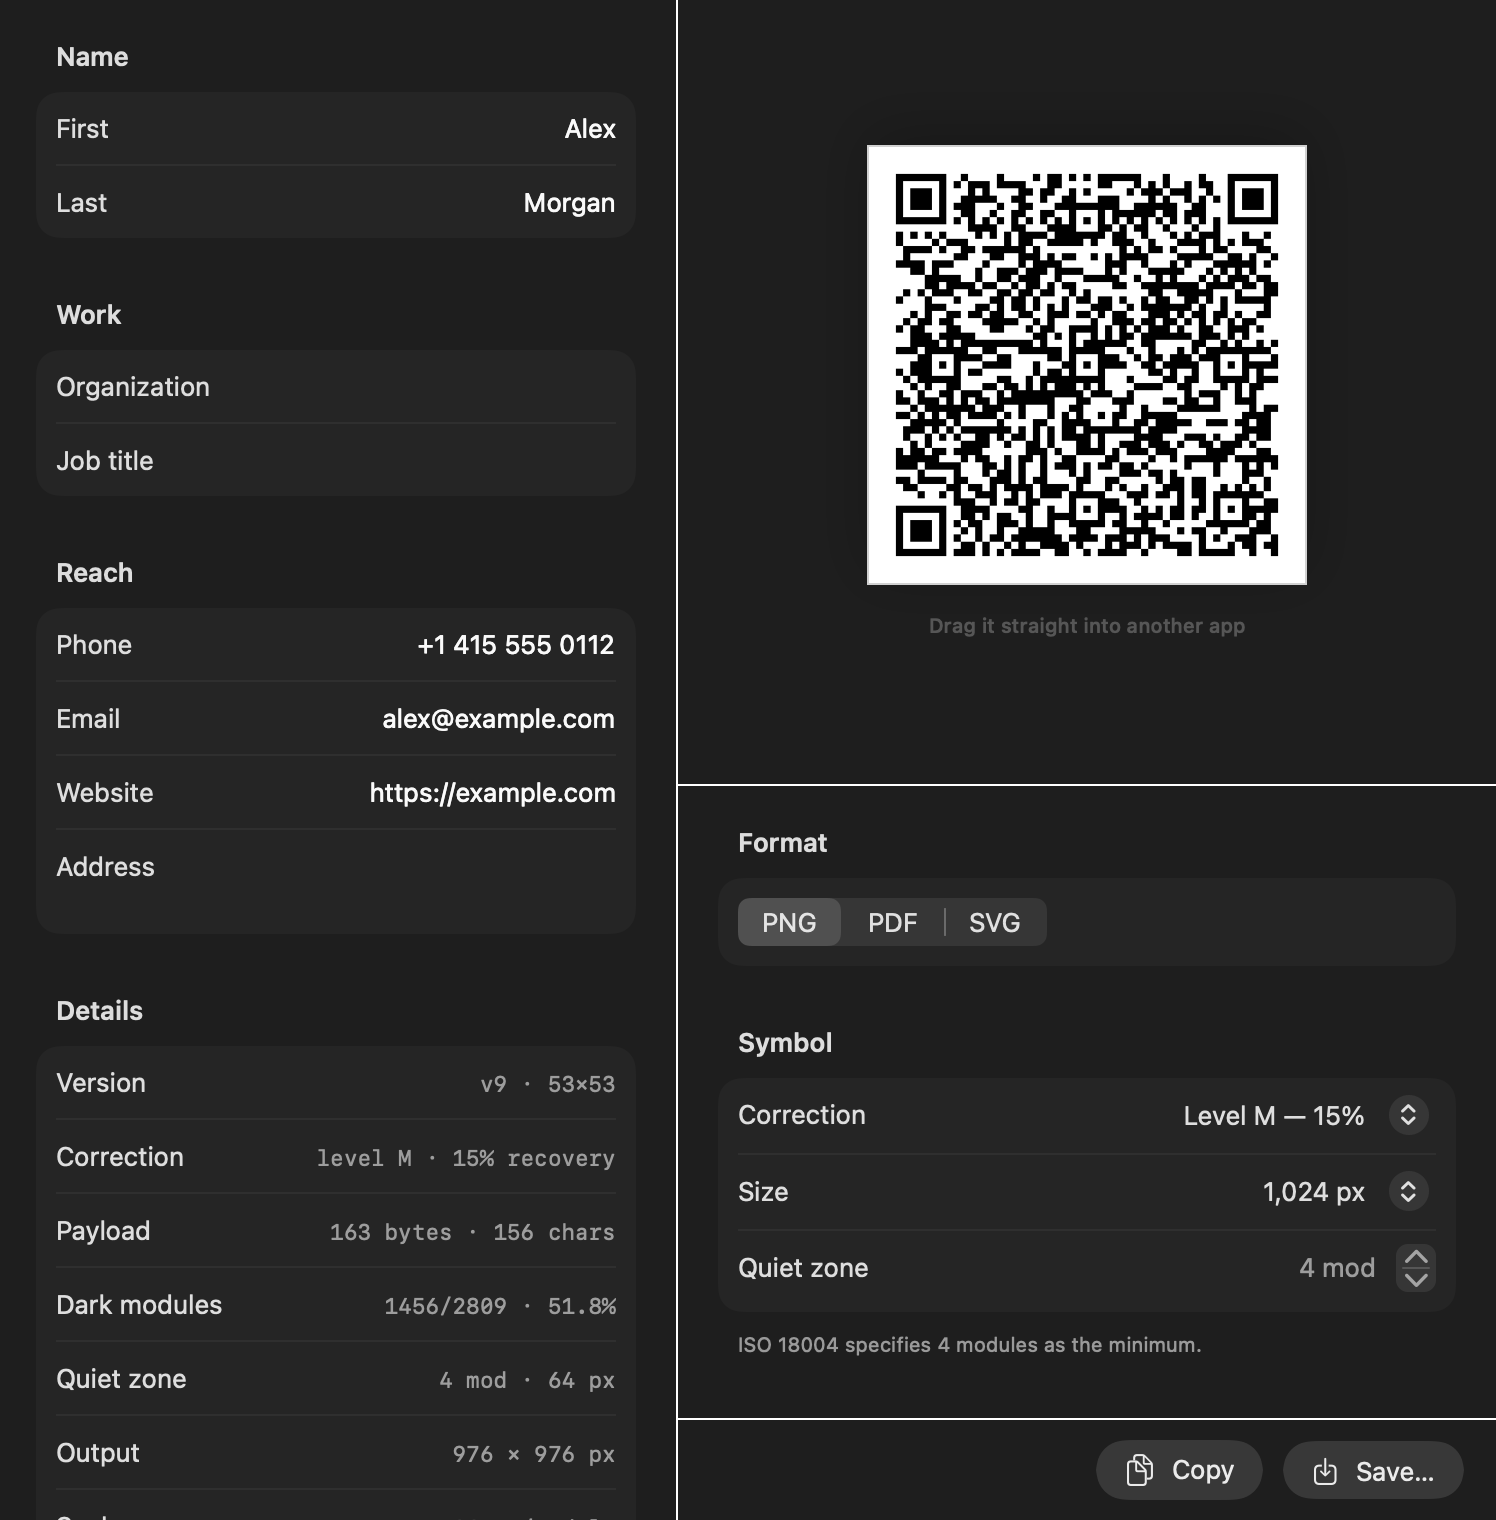 Name
First Alex
Last Morgan
Work
Organization
Job title
Reach
Phone +1 415 555 0112
Email alex@example.com
Website https://example.com
Address
Details
Version v9 · 53×53
Correction level M · 15% recovery
Payload 163 bytes · 156 chars
Dark modules 1456/2809 · 51.8%
Quiet zone 4 mod · 64 px
Output 976 × 976 px
Drag it straight into another app
Format
PNG PDF SVG
Symbol
Correction Level M — 15%
Size 1,024 px
Quiet zone 4 mod
ISO 18004 specifies 4 modules as the minimum.
Copy Save...